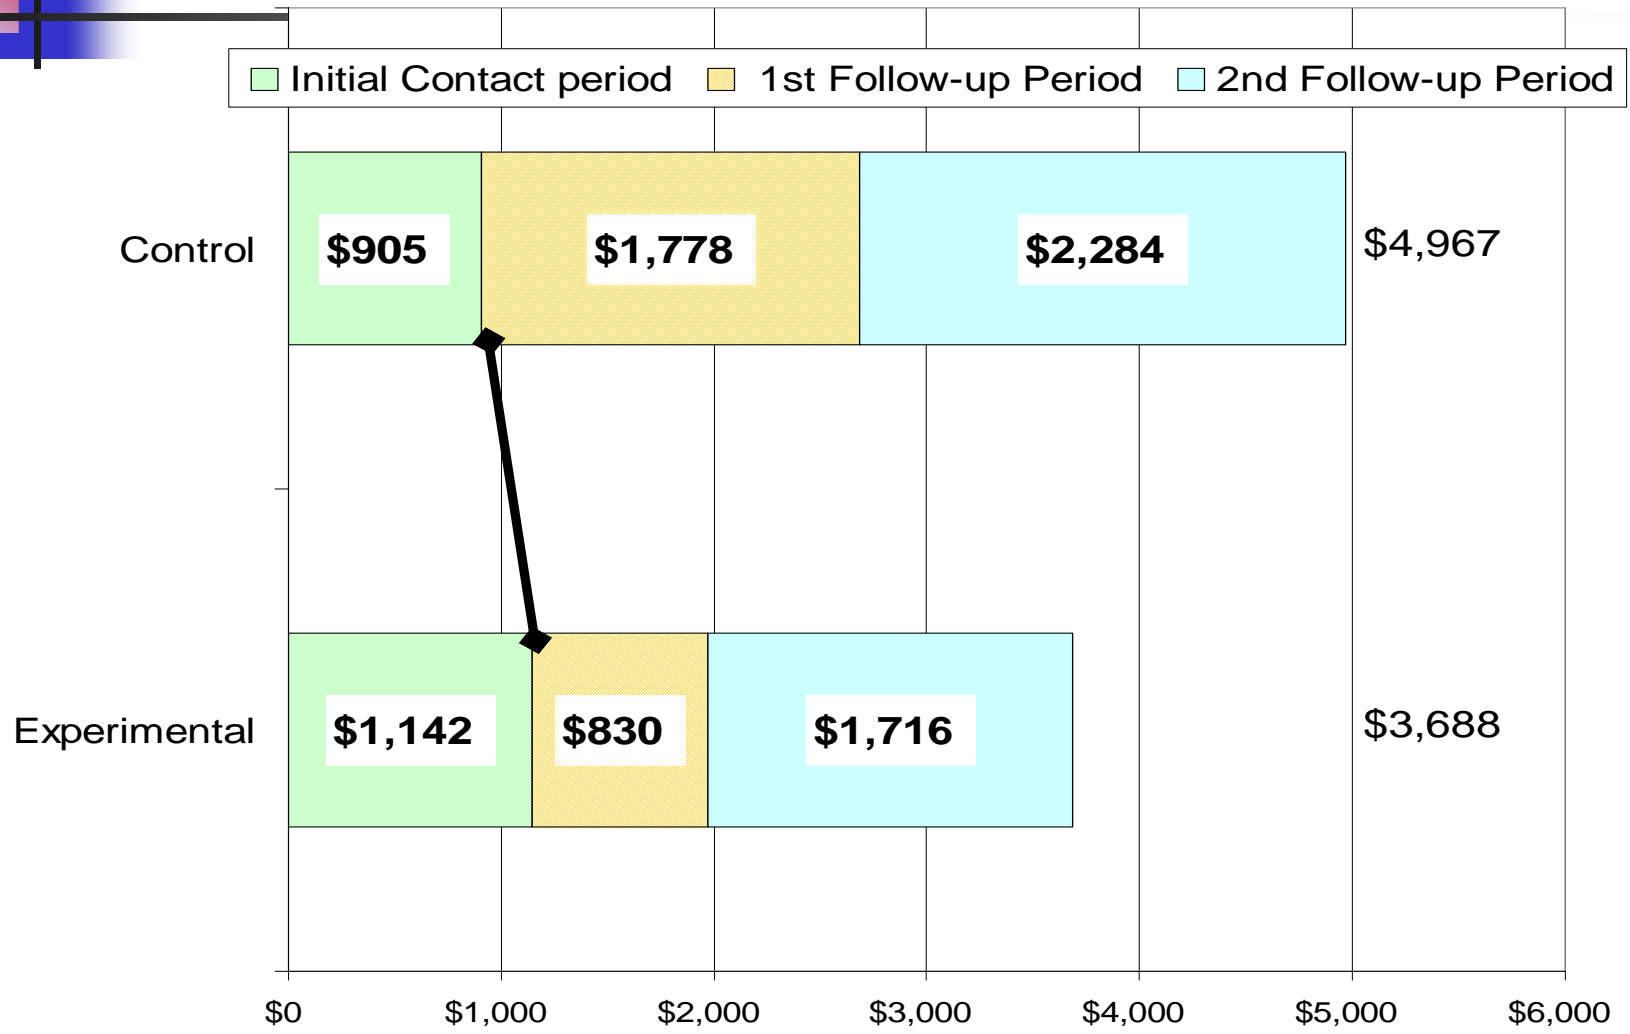 Initial Contact period 1st Follow-up Period 2nd Follow-up Period
Control $905 $1,778 $2,284 $4,967
Experimental $1,142 $830 $1,716 $3,688
$0 $1,000 $2,000 $3,000 $4,000 $5,000 $6,000